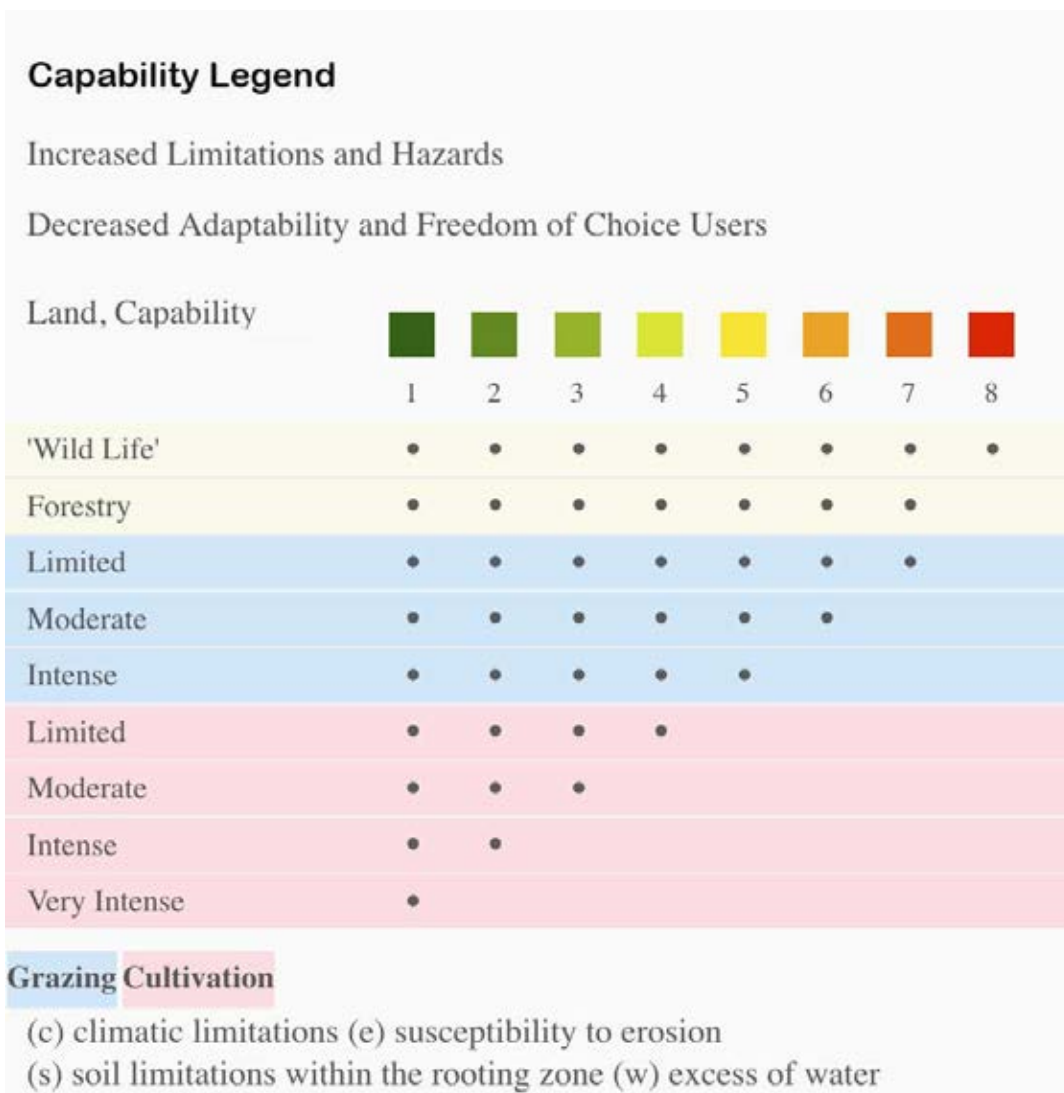 Capability Legend
Increased Limitations and Hazards
Decreased Adaptability and Freedom of Choice Users
Land, Capability
1 2 3 4 5 6 7 8
'Wild Life'
Forestry
Limited
Moderate
Intense
Limited
Moderate
Intense
Very Intense
Grazing Cultivation
(c) climatic limitations (e) susceptibility to erosion
(s) soil limitations within the rooting zone (w) excess of water